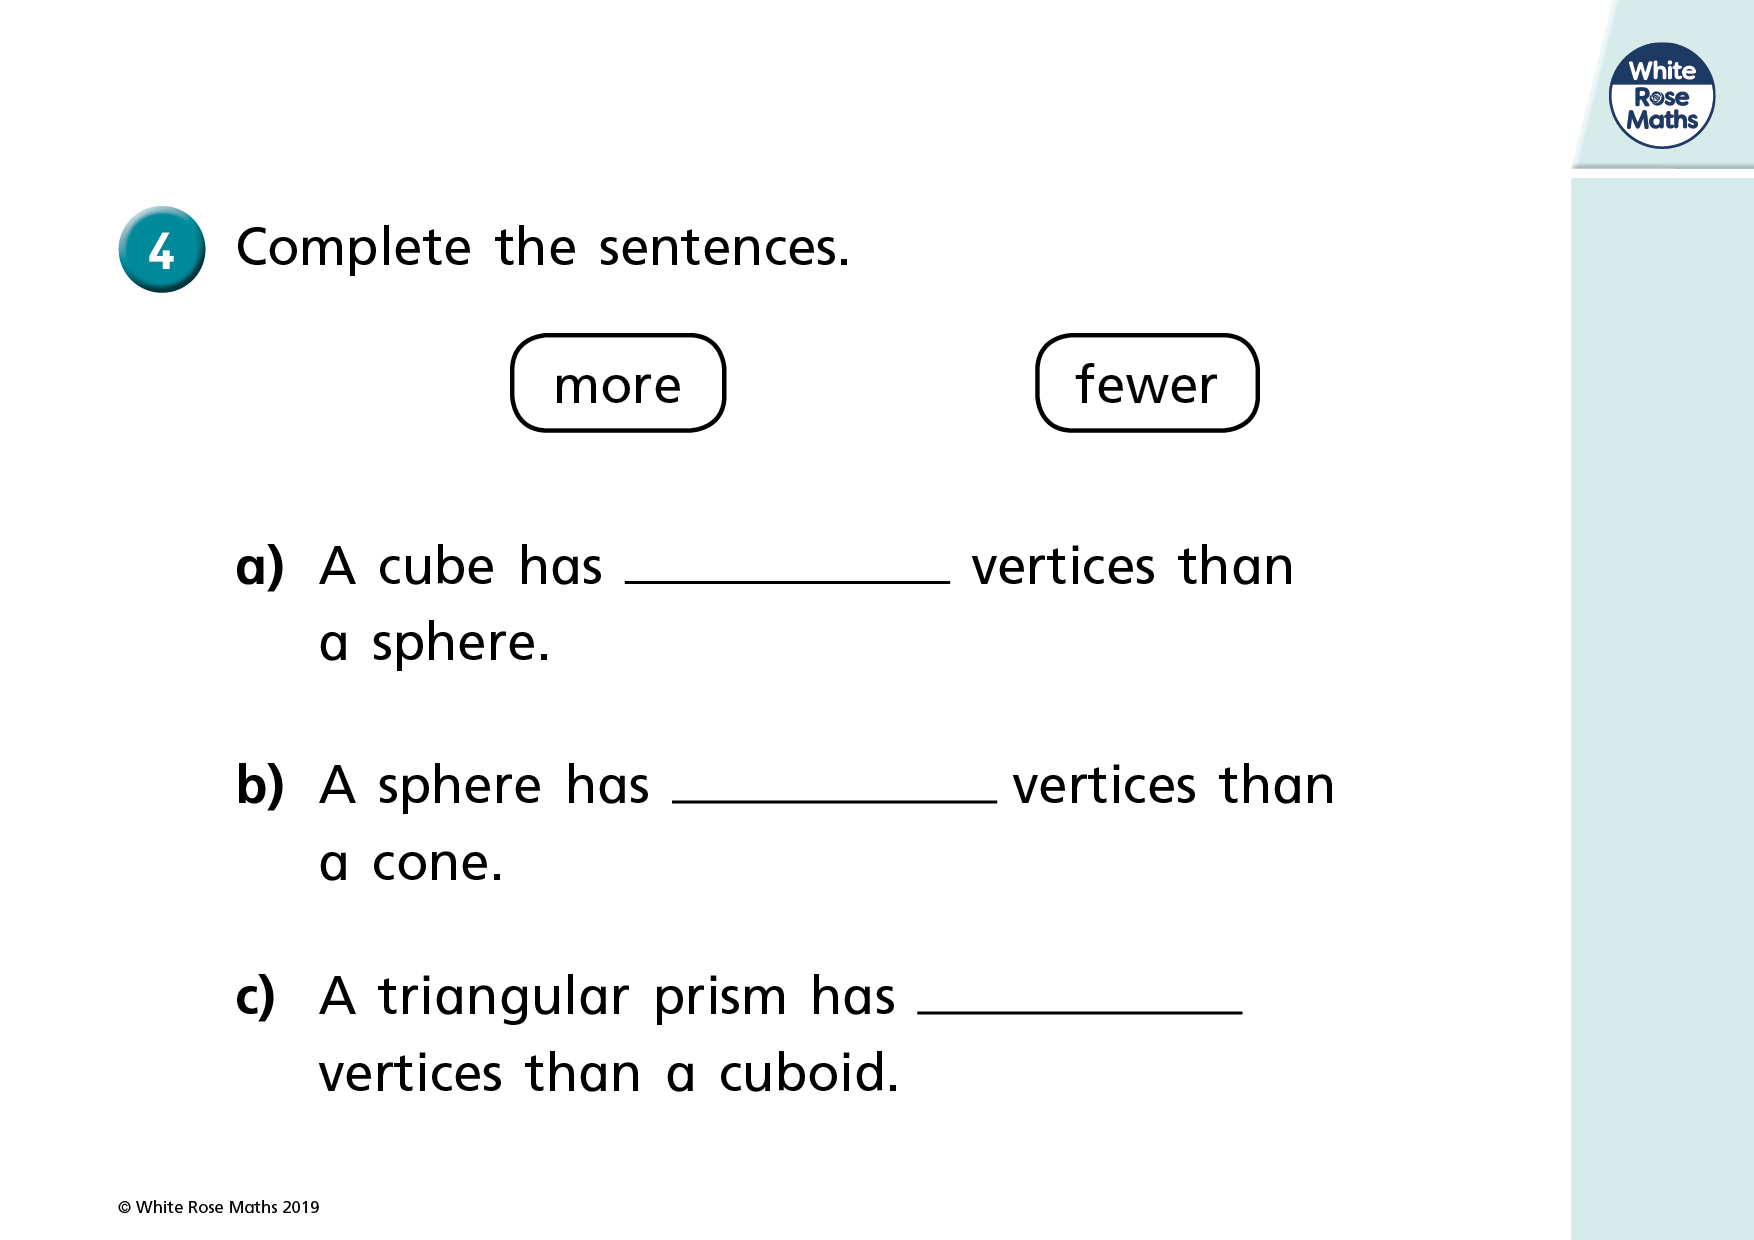 White
Rose
Maths
4 Complete the sentences.
more fewer
a) A cube has ____________ vertices than
a sphere.
b) A sphere has ____________ vertices than
a cone.
c) A triangular prism has ____________
vertices than a cuboid.
© White Rose Maths 2019